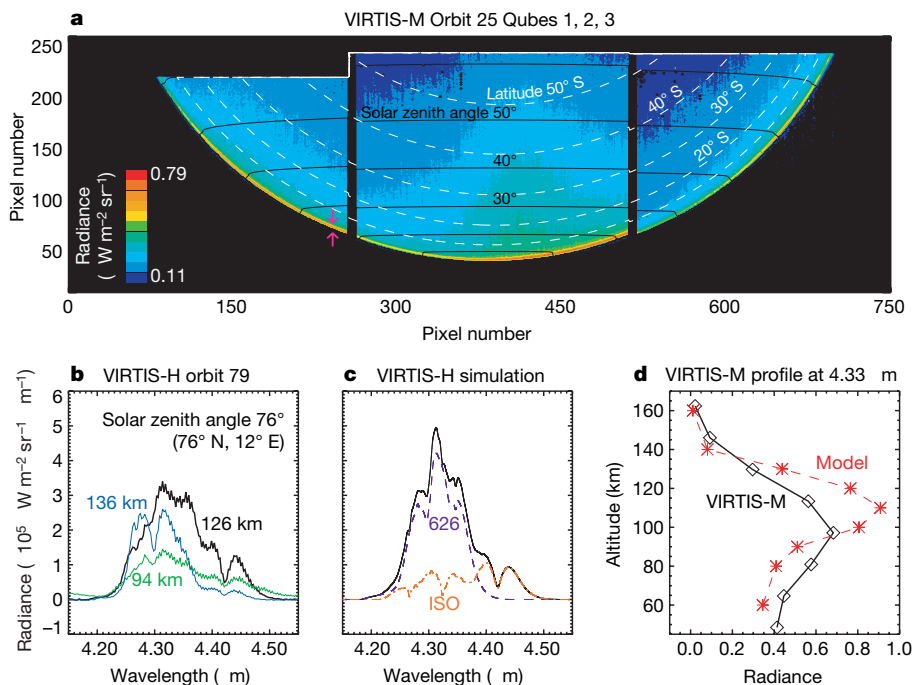 a VIRTIS-M Orbit 25 Qubes 1, 2, 3
250
200
150
100
50
Pixel number
Latitude 50° S
40° S
30° S
20° S
Solar zenith angle 50°
40°
30°
0.79
0.11
Radiance
( W m–2 sr–1)
0 150 300 450 600 750
Pixel number
b VIRTIS-H orbit 79
Solar zenith angle 76°
(76° N, 12° E)
136 km
126 km
94 km
6
5
4
3
2
1
0
–1
Radiance ( 10⁵ W m–2 sr–1 m–1)
4.20 4.30 4.40 4.50
Wavelength ( m)
c VIRTIS-H simulation
626
ISO
4.20 4.30 4.40 4.50
Wavelength ( m)
d VIRTIS-M profile at 4.33 m
160
140
120
100
80
60
Altitude (km)
Model
VIRTIS-M
0.0 0.2 0.4 0.6 0.8 1.0
Radiance